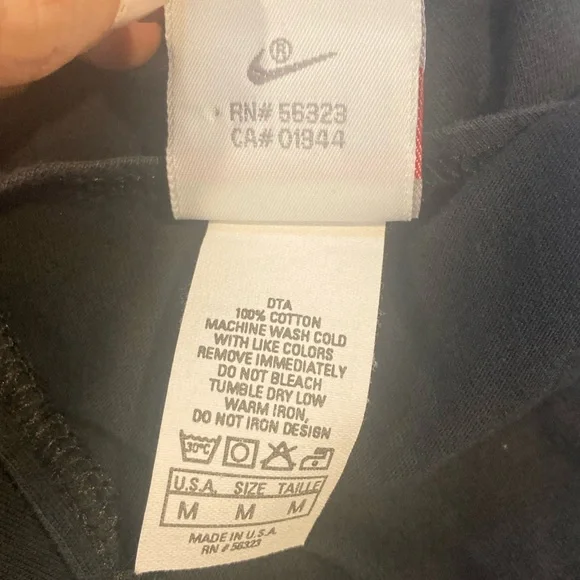 ®
RN# 56323
CA# 01944
DTA
100% COTTON
MACHINE WASH COLD
WITH LIKE COLORS
REMOVE IMMEDIATELY
DO NOT BLEACH
TUMBLE DRY LOW
WARM IRON,
DO NOT IRON DESIGN
30°C
U.S.A. SIZE TAILLE
M M M
MADE IN U.S.A.
RN # 56323